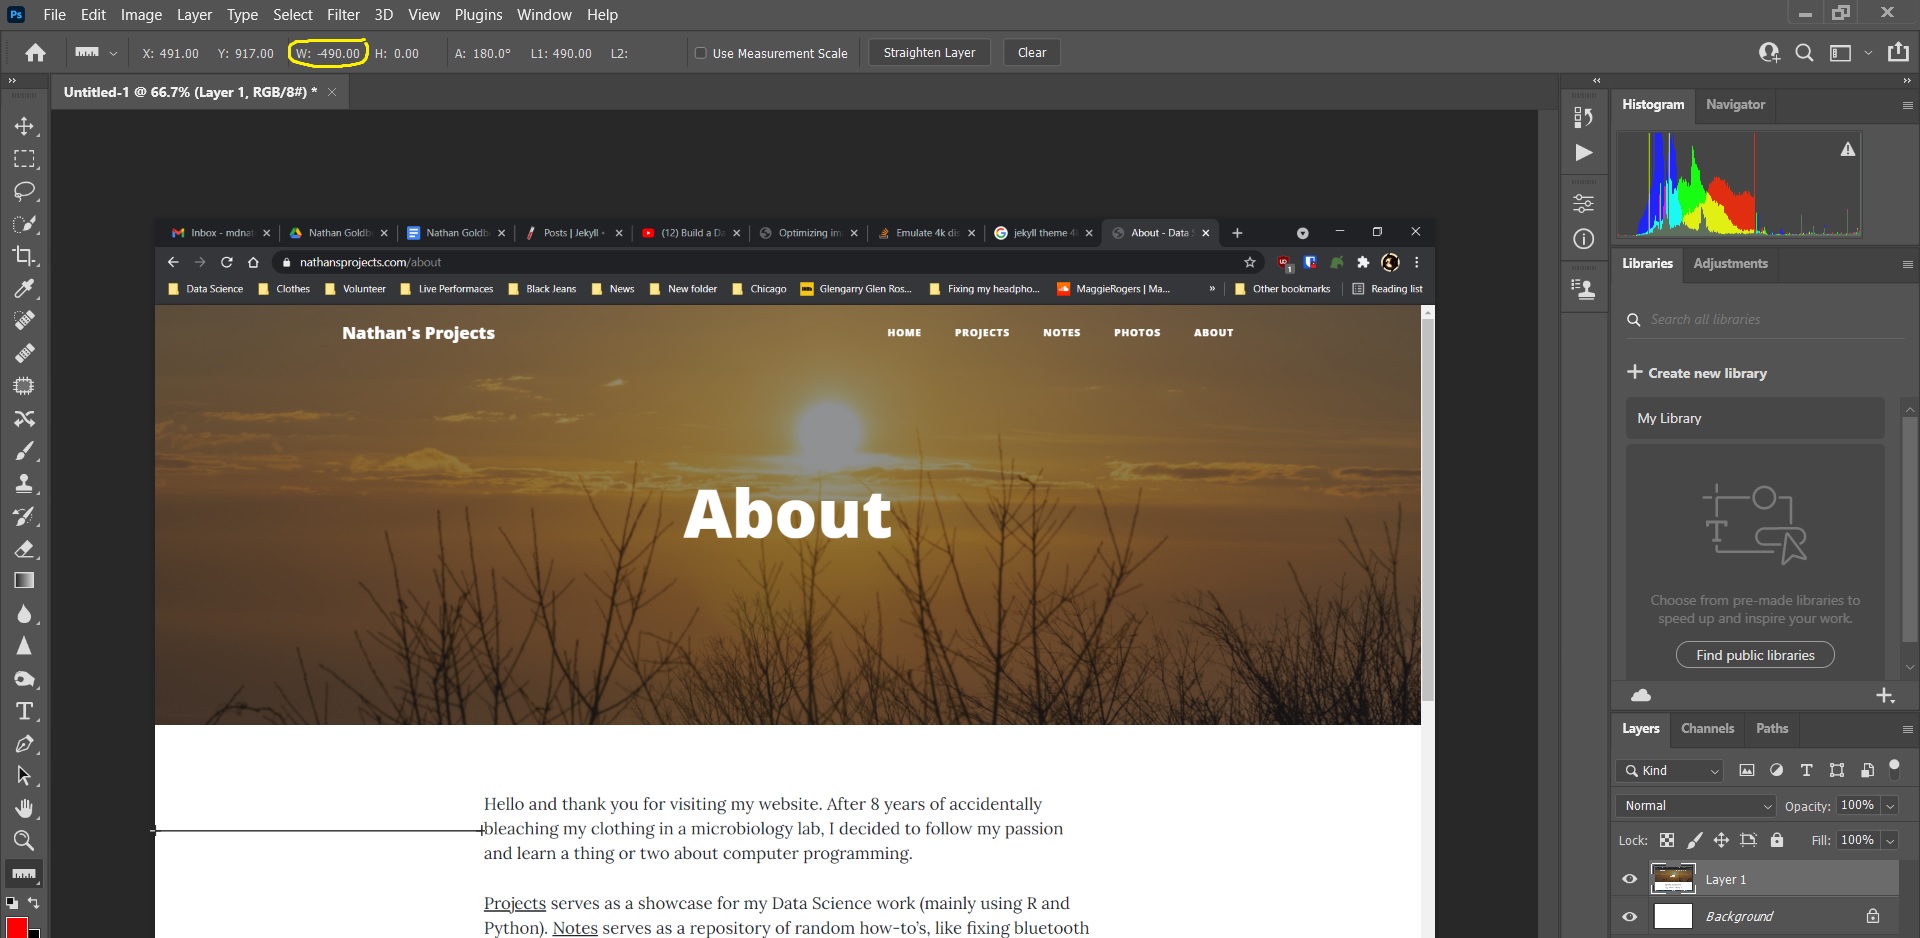 Ps File Edit Image Layer Type Select Filter 3D View Plugins Window Help
X: 491.00 Y: 917.00 W: -490.00 H: 0.00 A: 180.0° L1: 490.00 L2: Use Measurement Scale Straighten Layer Clear
Untitled-1 @ 66.7% (Layer 1, RGB/8#) *
Histogram Navigator
Inbox - mdnat Nathan Goldb Nathan Goldb Posts | Jekyll (12) Build a Da Optimizing im Emulate 4k dis jekyll theme 4k About - Data S
nathansprojects.com/about
Data Science Clothes Volunteer Live Performaces Black Jeans News New folder Chicago Glengarry Glen Ros... Fixing my headpho... MaggieRogers | Ma... » Other bookmarks Reading list
Nathan's Projects HOME PROJECTS NOTES PHOTOS ABOUT
About
Hello and thank you for visiting my website. After 8 years of accidentally
bleaching my clothing in a microbiology lab, I decided to follow my passion
and learn a thing or two about computer programming.
Projects serves as a showcase for my Data Science work (mainly using R and
Python). Notes serves as a repository of random how-to's, like fixing bluetooth
Libraries Adjustments
Search all libraries
+ Create new library
My Library
Choose from pre-made libraries to
speed up and inspire your work.
Find public libraries
Layers Channels Paths
Kind
Normal Opacity: 100%
Lock: Fill: 100%
Layer 1
Background